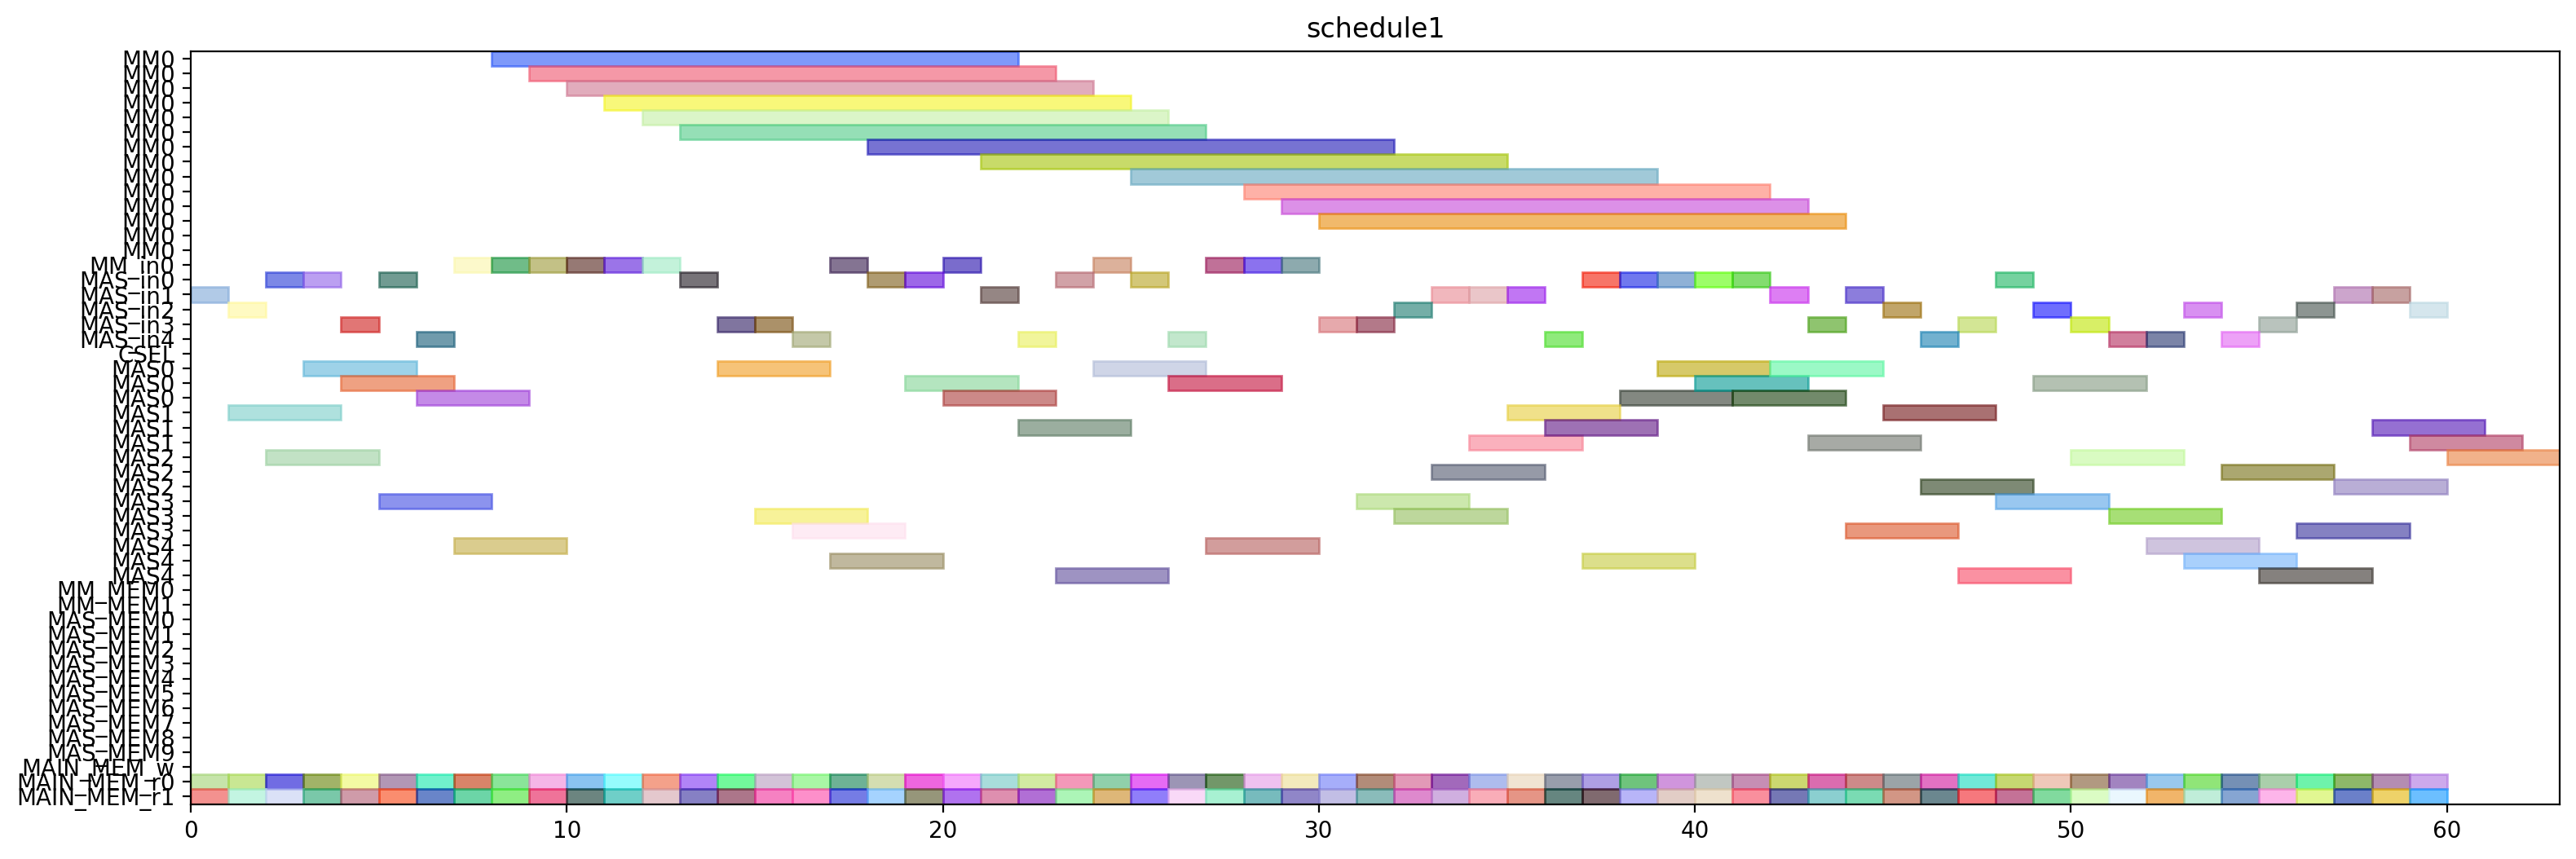 schedule1
MM0
MM0
MM0
MM0
MM0
MM0
MM0
MM0
MM0
MM0
MM0
MM0
MM0
MM0
MM_in0
MAS_in0
MAS_in1
MAS_in2
MAS_in3
MAS_in4
CSEL
MAS0
MAS0
MAS0
MAS1
MAS1
MAS1
MAS2
MAS2
MAS2
MAS3
MAS3
MAS3
MAS4
MAS4
MAS4
MM_MEM0
MM_MEM1
MAS_MEM0
MAS_MEM1
MAS_MEM2
MAS_MEM3
MAS_MEM4
MAS_MEM5
MAS_MEM6
MAS_MEM7
MAS_MEM8
MAS_MEM9
MAIN_MEM_w
MAIN_MEM_r0
MAIN_MEM_r1
0 10 20 30 40 50 60